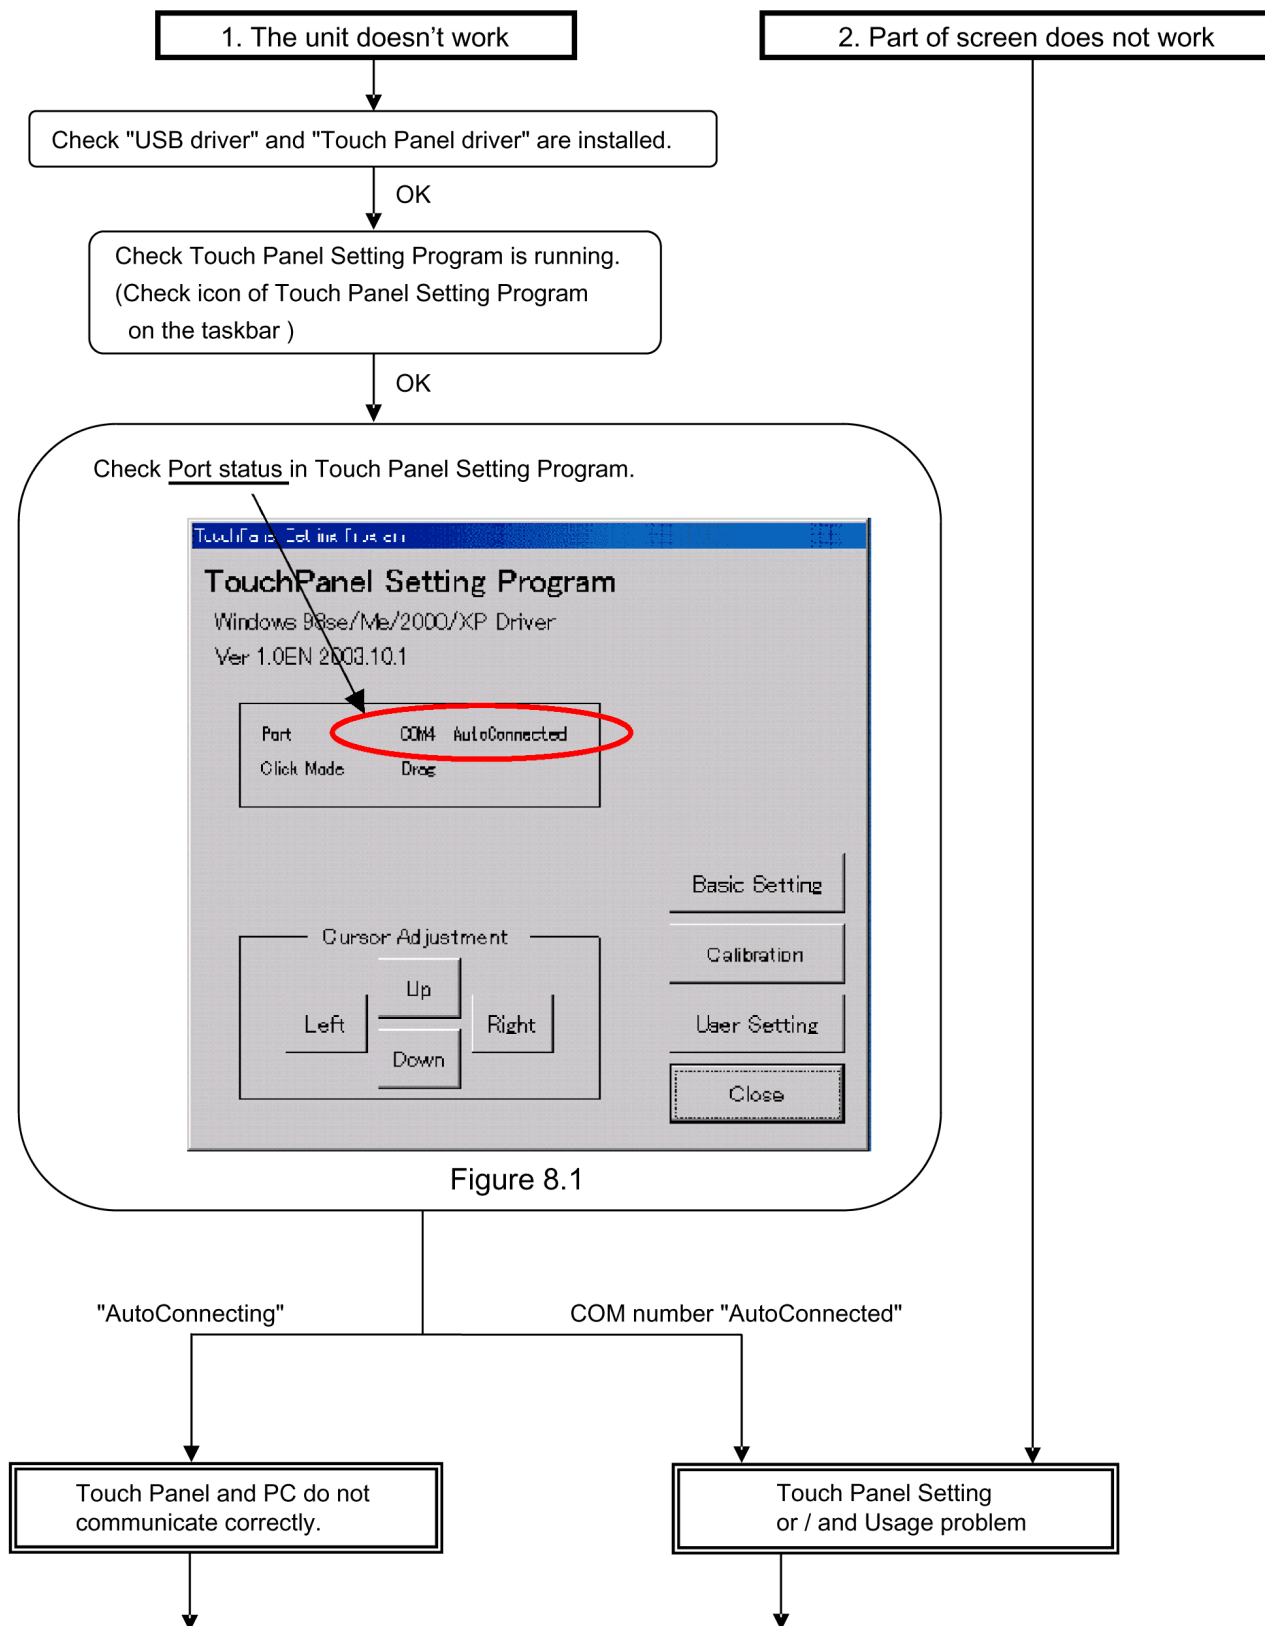 1. The unit doesn't work
2. Part of screen does not work
Check "USB driver" and "Touch Panel driver" are installed.
OK
Check Touch Panel Setting Program is running.
(Check icon of Touch Panel Setting Program
on the taskbar )
OK
Check Port status in Touch Panel Setting Program.
TouchPanel Setting Program
TouchPanel Setting Program
Windows 98se/Me/2000/XP Driver
Ver 1.0EN 2003.10.1
Port COM4 AutoConnected
Click Mode Drag
Basic Setting
Cursor Adjustment
Calibration
Up
Left Right
User Setting
Down
Close
Figure 8.1
"AutoConnecting"
COM number "AutoConnected"
Touch Panel and PC do not
communicate correctly.
Touch Panel Setting
or / and Usage problem